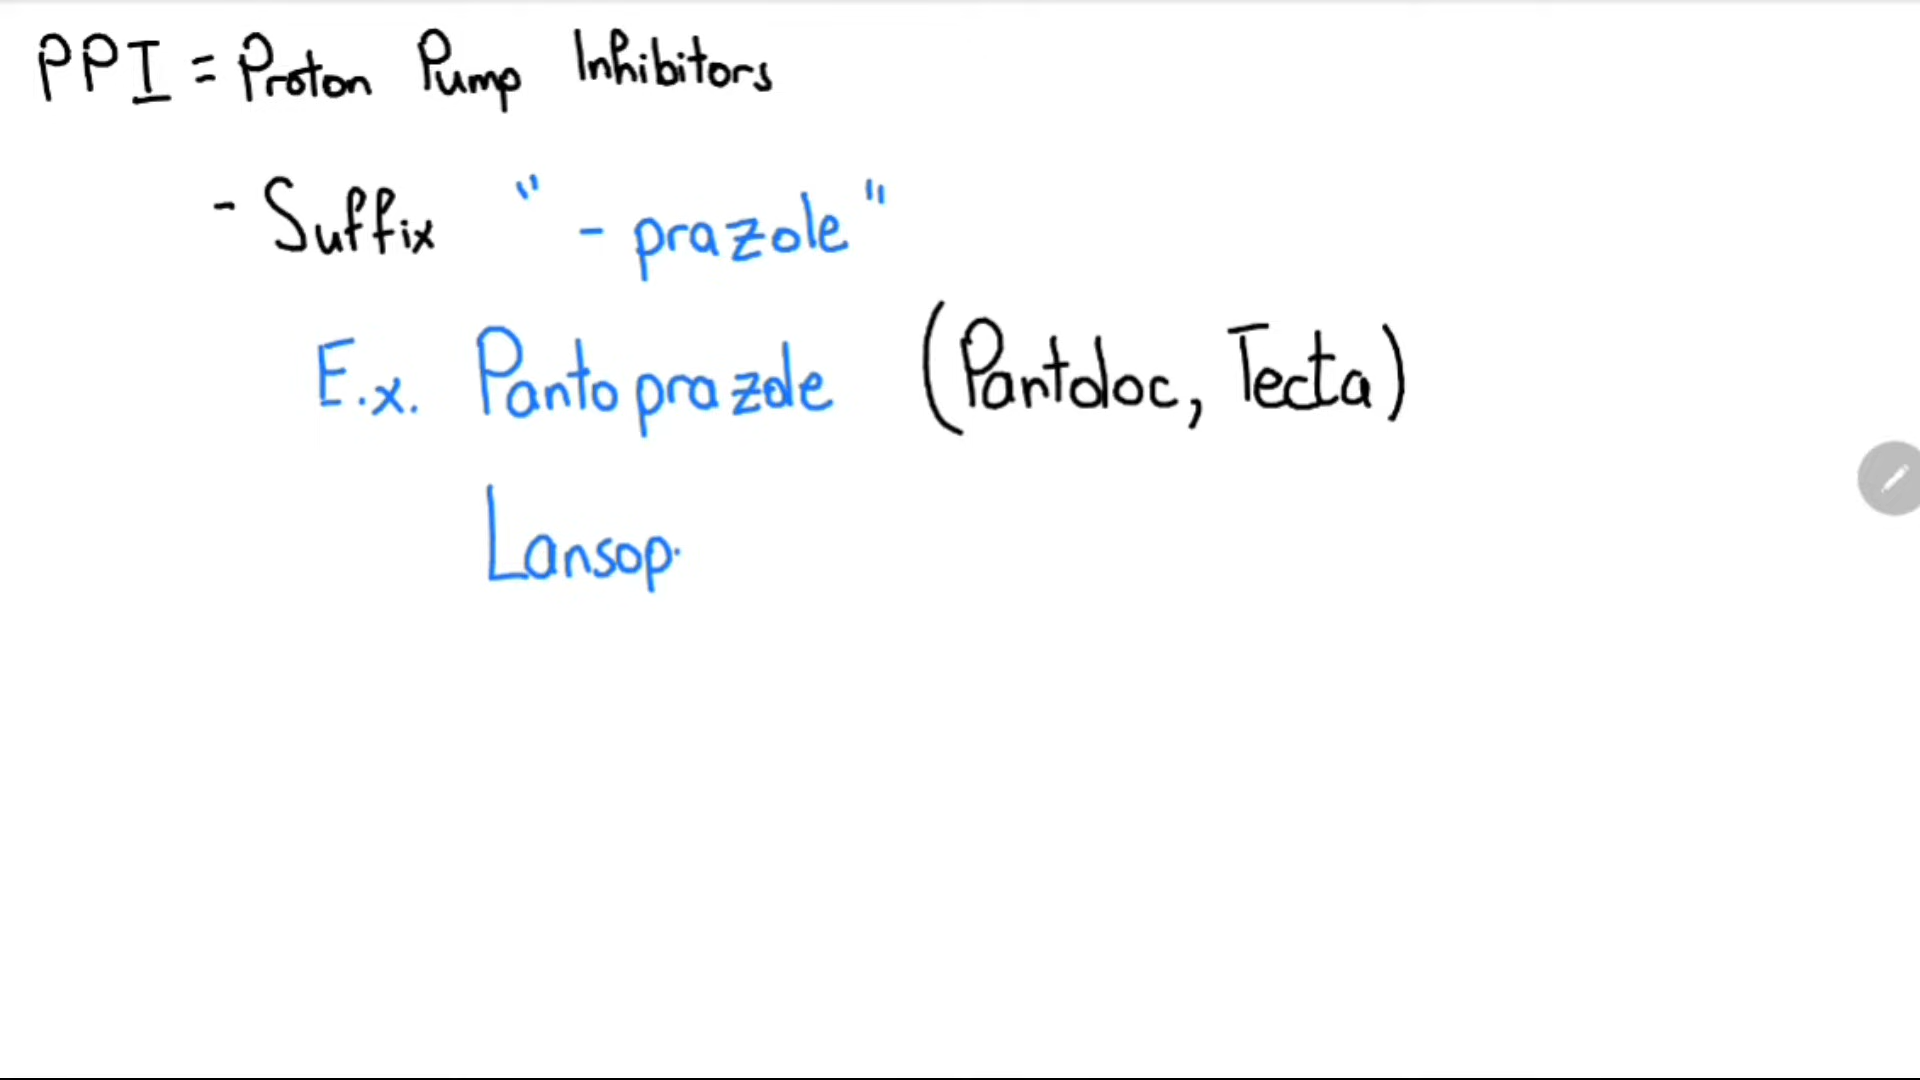 PPI = Proton Pump Inhibitors
- Suffix "-prazole"
E.x. Pantoprazole (Pantoloc, Tecta)
Lansop